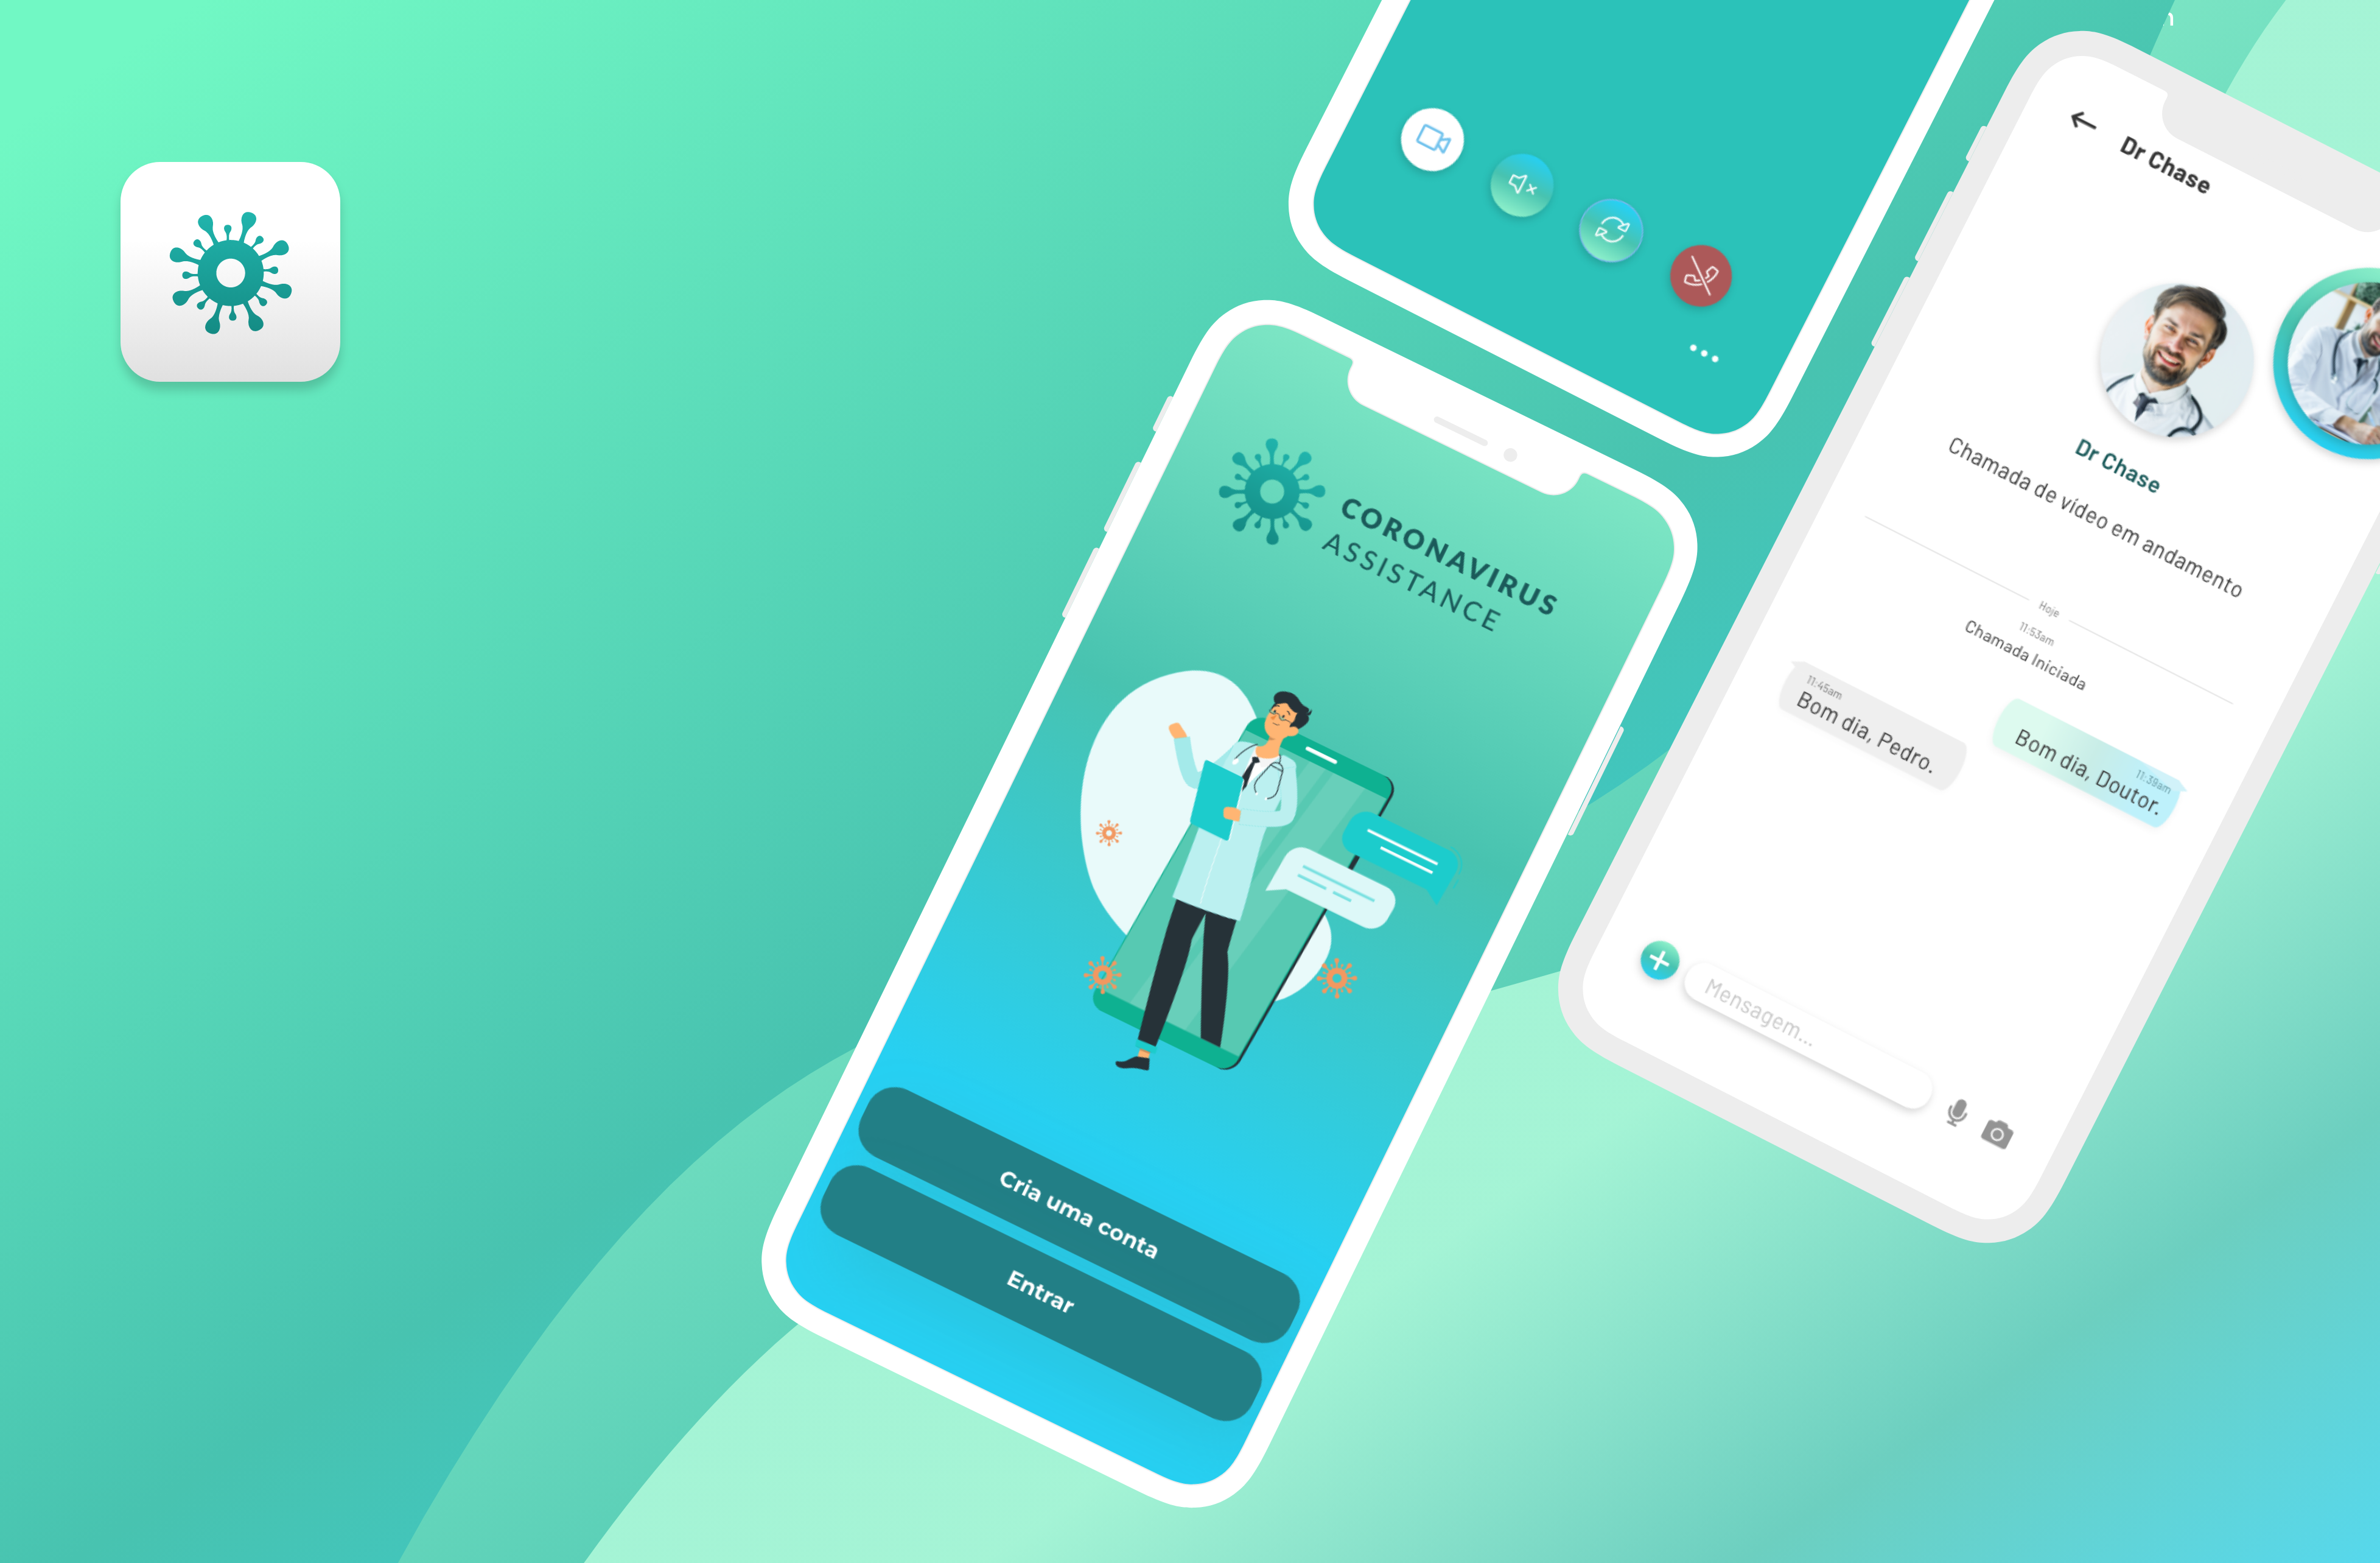 CORONAVIRUS
ASSISTANCE
Cria uma conta
Entrar
Dr Chase
Dr Chase
Chamada de vídeo em andamento
Hoje
11:53am
Chamada Iniciada
11:39am
Bom dia, Doutor.
11:45am
Bom dia, Pedro.
Mensagem...